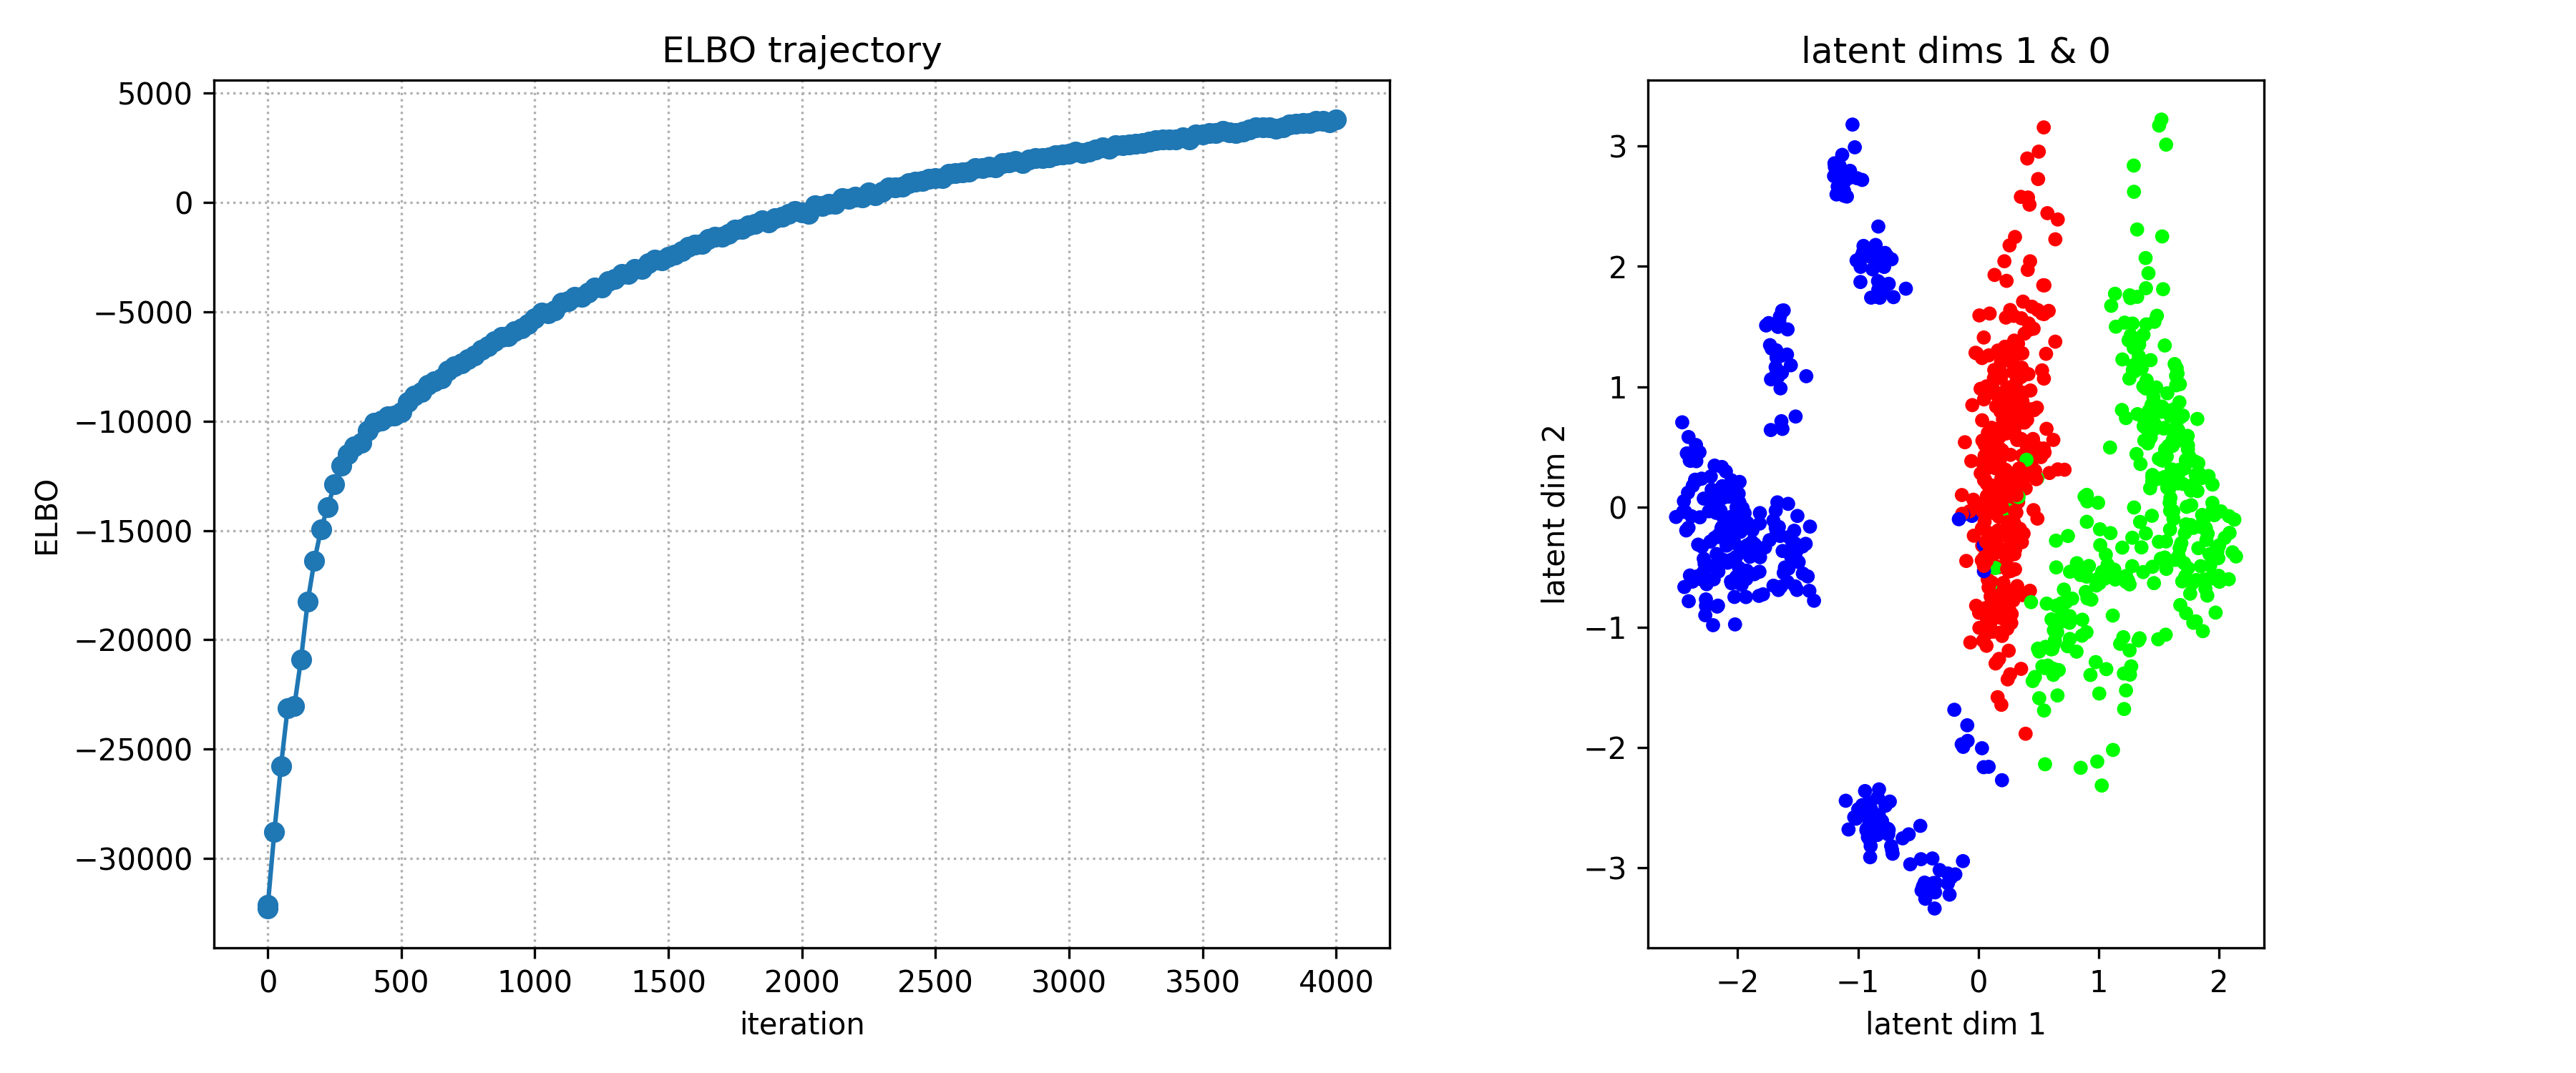 ELBO trajectory
5000
0
−5000
−10000
−15000
−20000
−25000
−30000
ELBO
0 500 1000 1500 2000 2500 3000 3500 4000
iteration
latent dims 1 & 0
3
2
1
0
−1
−2
−3
latent dim 2
−2 −1 0 1 2
latent dim 1